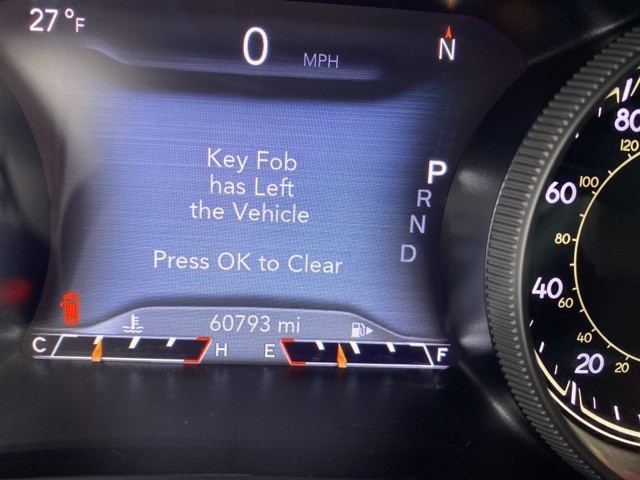 27°F
0 MPH
N
Key Fob
has Left
the Vehicle
Press OK to Clear
P
R
N
D
60793 mi
C H E F
80
120
100
60
80
40
60
40
20
20